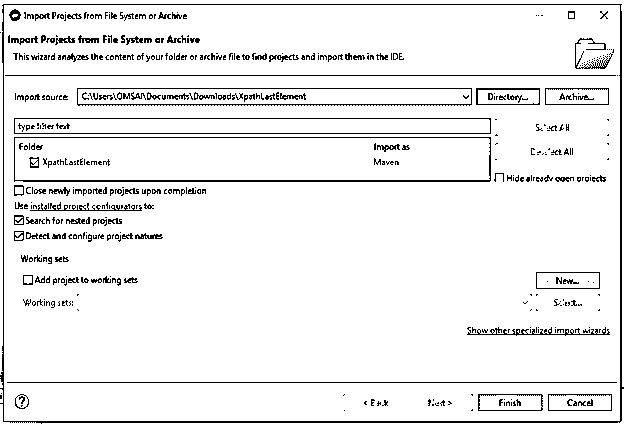 Import Projects from File System or Archive
Import Projects from File System or Archive
This wizard analyzes the content of your folder or archive file to find projects and import them in the IDE.
Import source: C:\Users\OMSAI\Documents\Downloads\XpathLastElement Directory... Archive...
type filter text Select All
Folder Import as Deselect All
XpathLastElement Maven
Hide already open projects
Close newly imported projects upon completion
Use installed project configurators to:
Search for nested projects
Detect and configure project natures
Working sets
Add project to working sets New...
Working sets: Select...
Show other specialized import wizards
? < Back Next > Finish Cancel